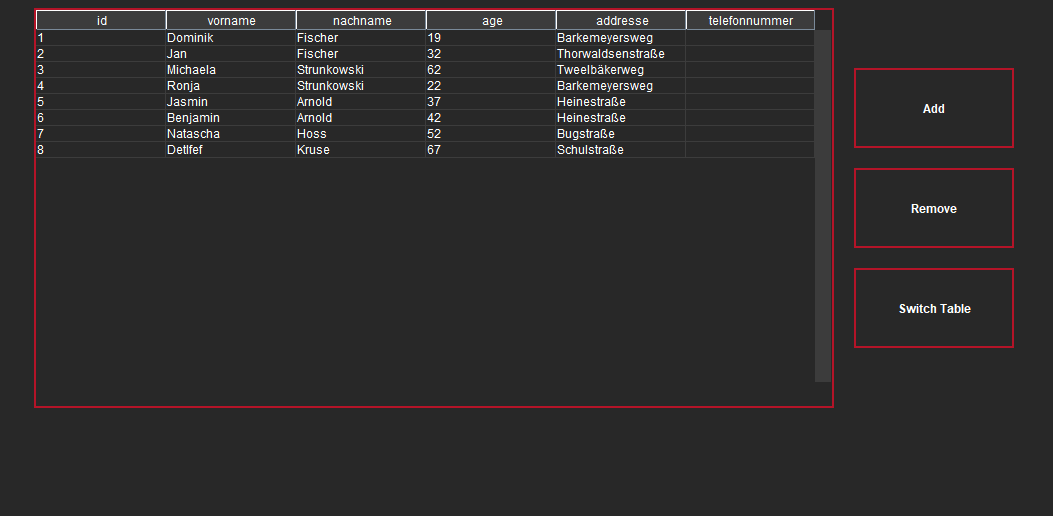 id vorname nachname age addresse telefonnummer
1 Dominik Fischer 19 Barkemeyersweg
2 Jan Fischer 32 Thorwaldsenstraße
3 Michaela Strunkowski 62 Tweelbäkerweg
4 Ronja Strunkowski 22 Barkemeyersweg
5 Jasmin Arnold 37 Heinestraße
6 Benjamin Arnold 42 Heinestraße
7 Natascha Hoss 52 Bugstraße
8 Detlfef Kruse 67 Schulstraße
Add
Remove
Switch Table